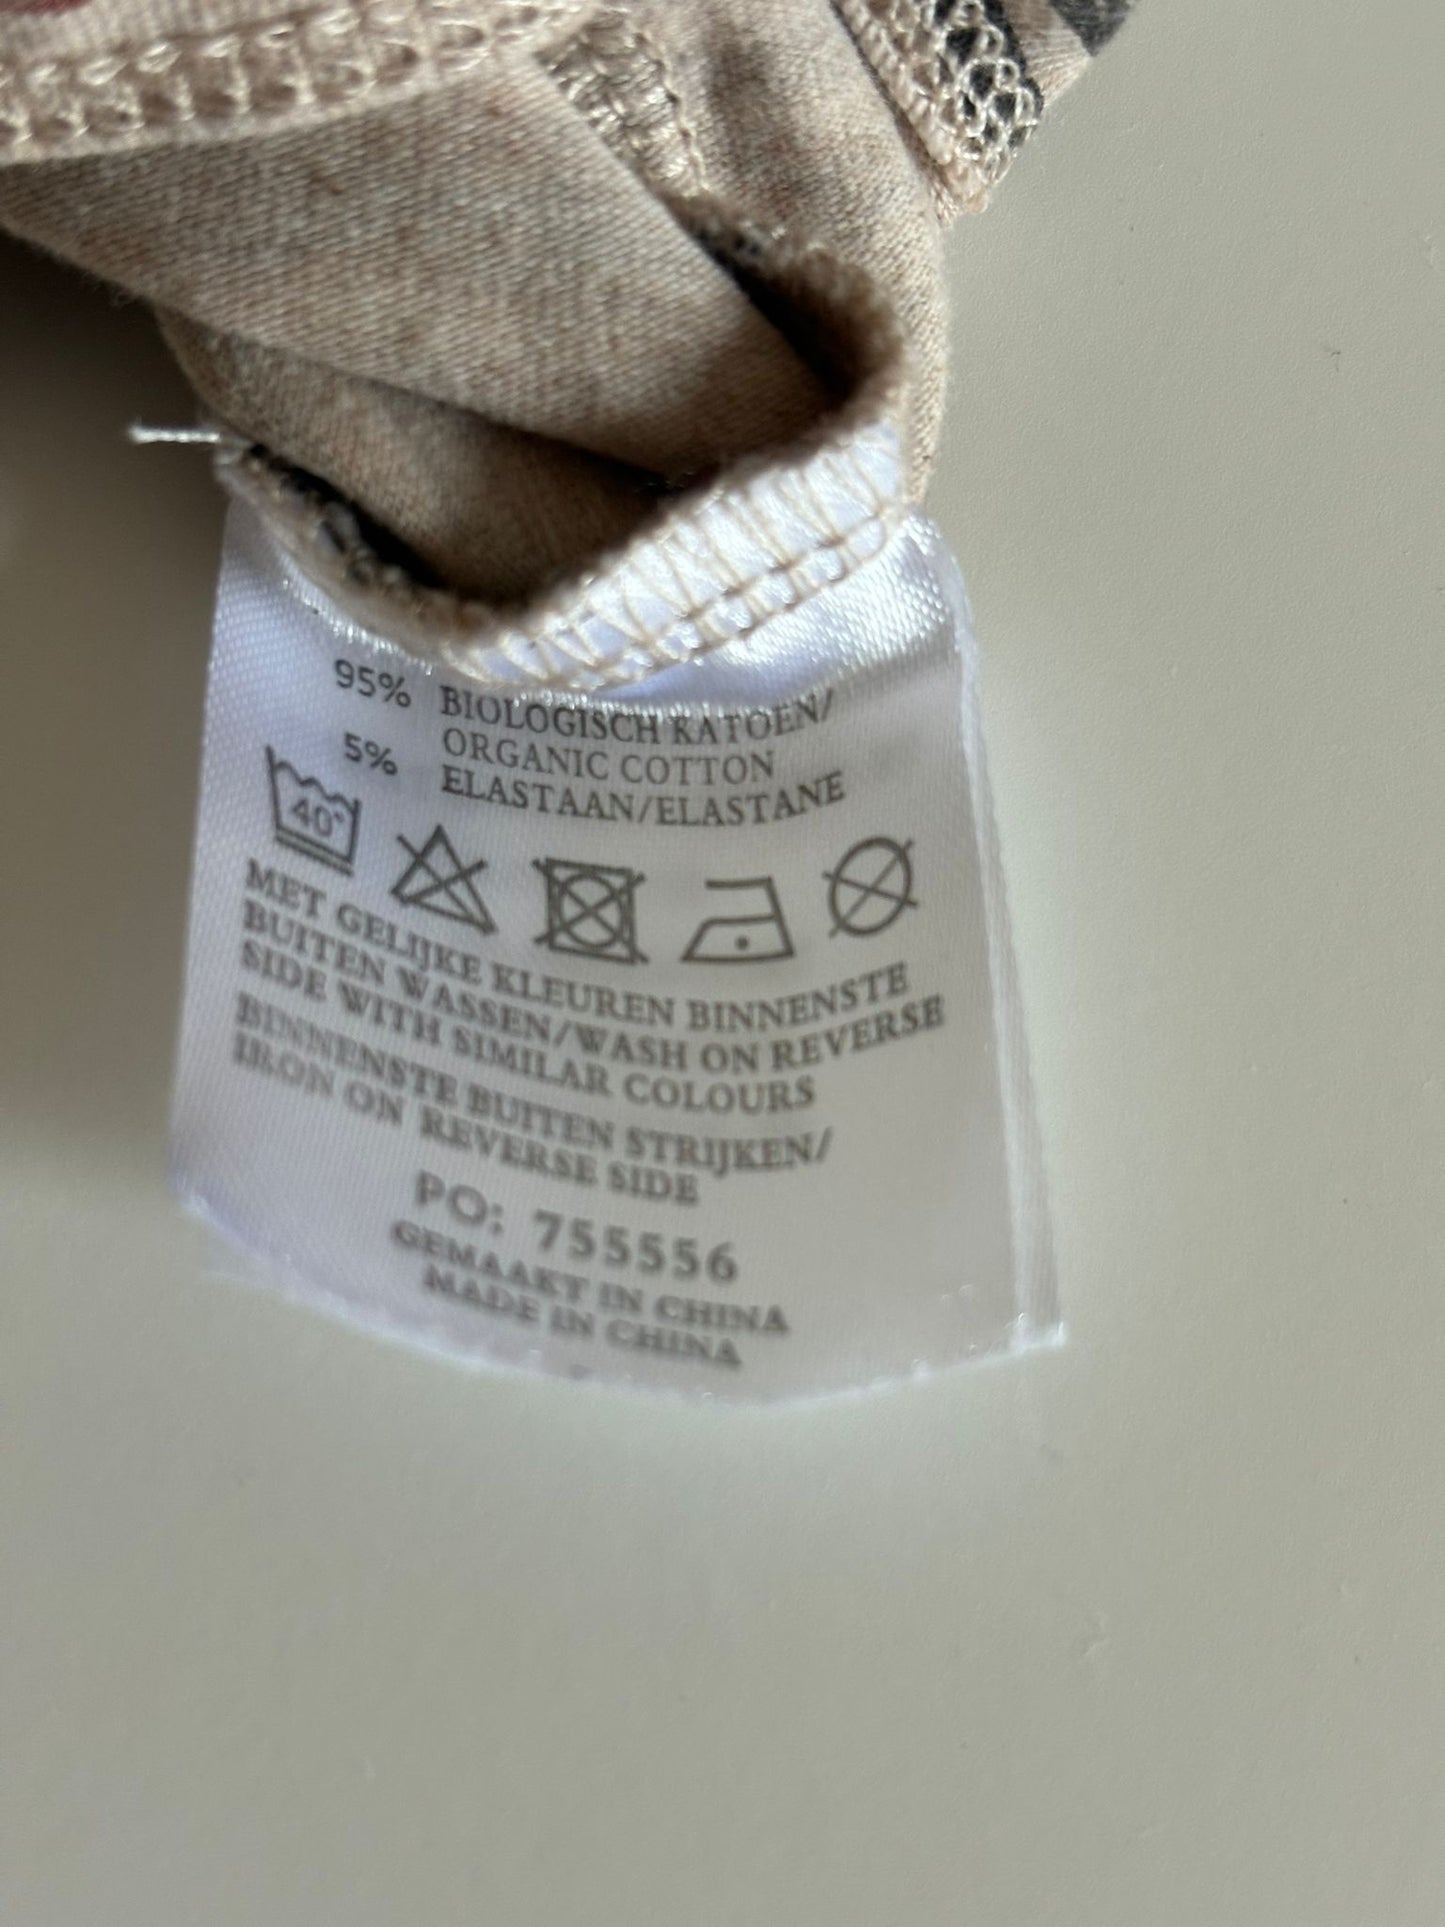 95% BIOLOGISCH KATOEN/
ORGANIC COTTON
5% ELASTAAN/ELASTANE
40°
MET GELIJKE KLEUREN BINNENSTE
BUITEN WASSEN/WASH ON REVERSE
SIDE WITH SIMILAR COLOURS
BINNENSTE BUITEN STRIJKEN/
IRON ON REVERSE SIDE
PO: 755556
GEMAAKT IN CHINA
MADE IN CHINA